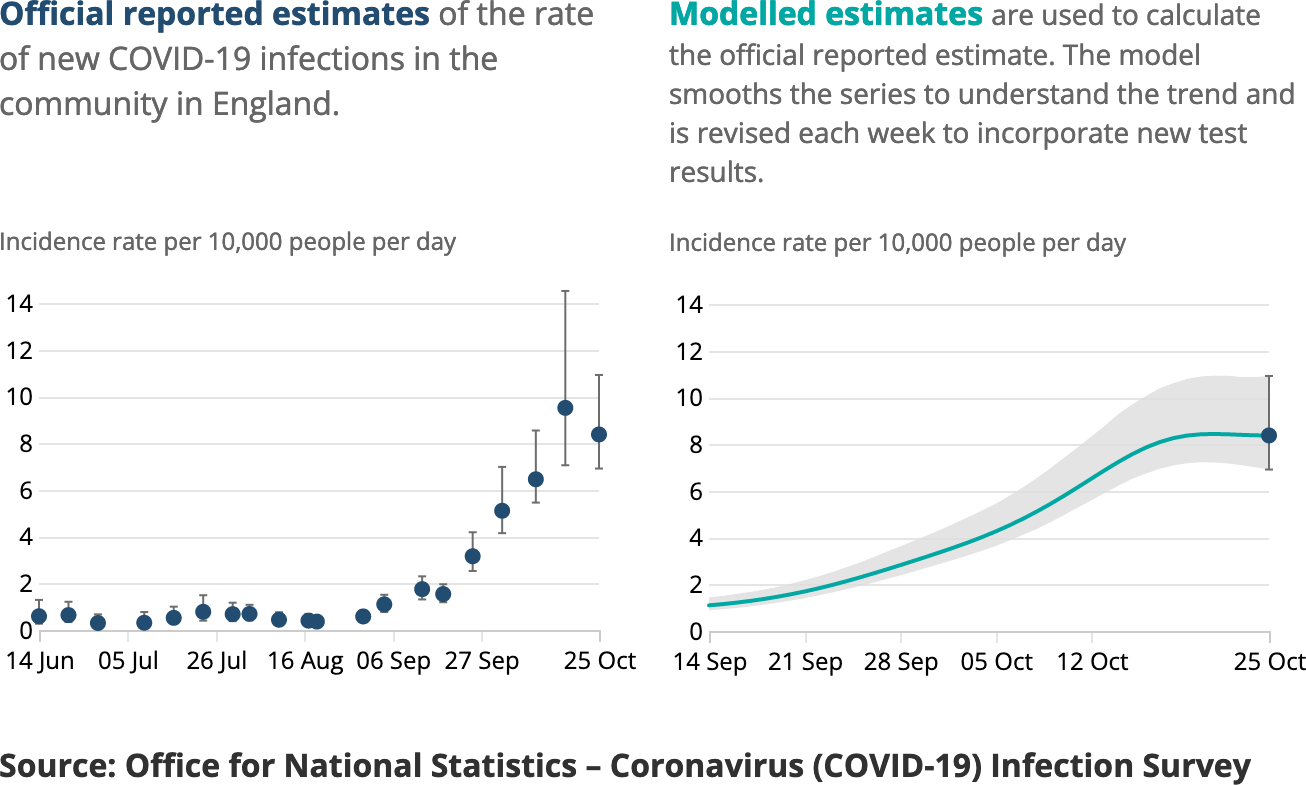 Official reported estimates of the rate
of new COVID-19 infections in the
community in England.
Modelled estimates are used to calculate
the official reported estimate. The model
smooths the series to understand the trend and
is revised each week to incorporate new test
results.
Incidence rate per 10,000 people per day
14
12
10
8
6
4
2
0
14 Jun 05 Jul 26 Jul 16 Aug 06 Sep 27 Sep 25 Oct
Incidence rate per 10,000 people per day
14
12
10
8
6
4
2
0
14 Sep 21 Sep 28 Sep 05 Oct 12 Oct 25 Oct
Source: Office for National Statistics – Coronavirus (COVID-19) Infection Survey